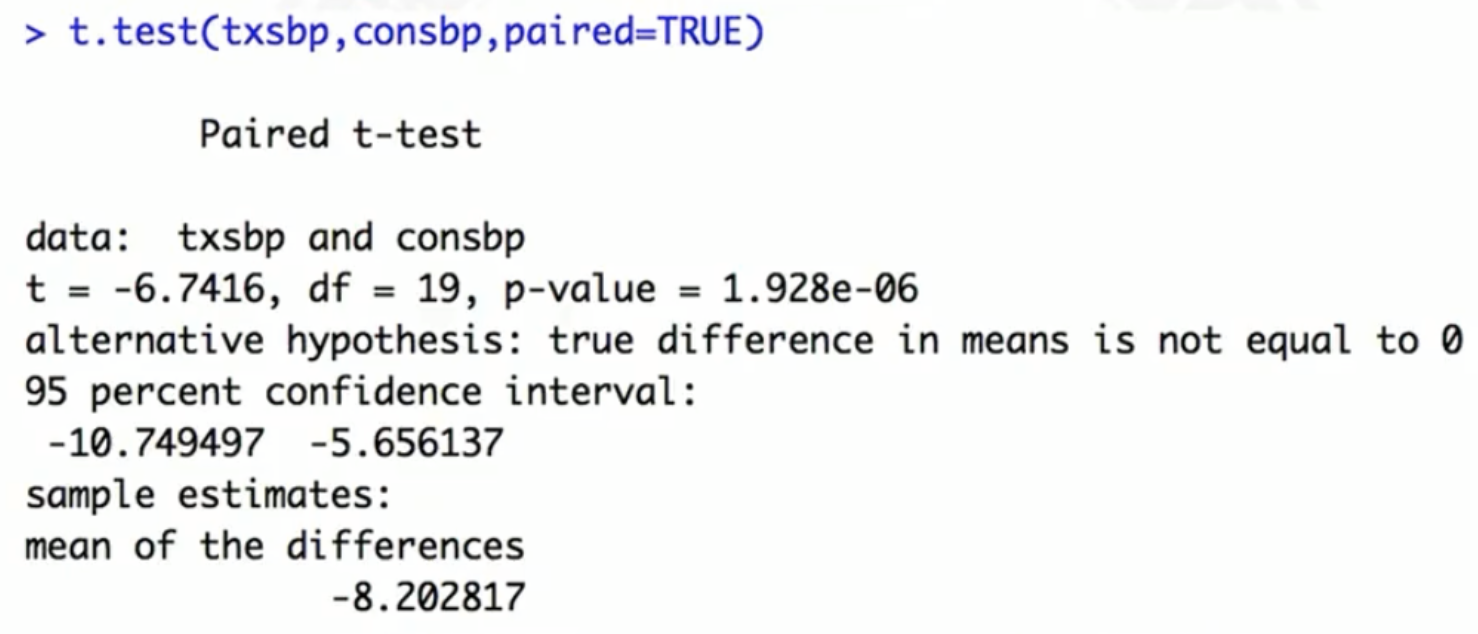 > t.test(txsbp,consbp,paired=TRUE)
Paired t-test
data:  txsbp and consbp
t = -6.7416, df = 19, p-value = 1.928e-06
alternative hypothesis: true difference in means is not equal to 0
95 percent confidence interval:
 -10.749497  -5.656137
sample estimates:
mean of the differences
-8.202817